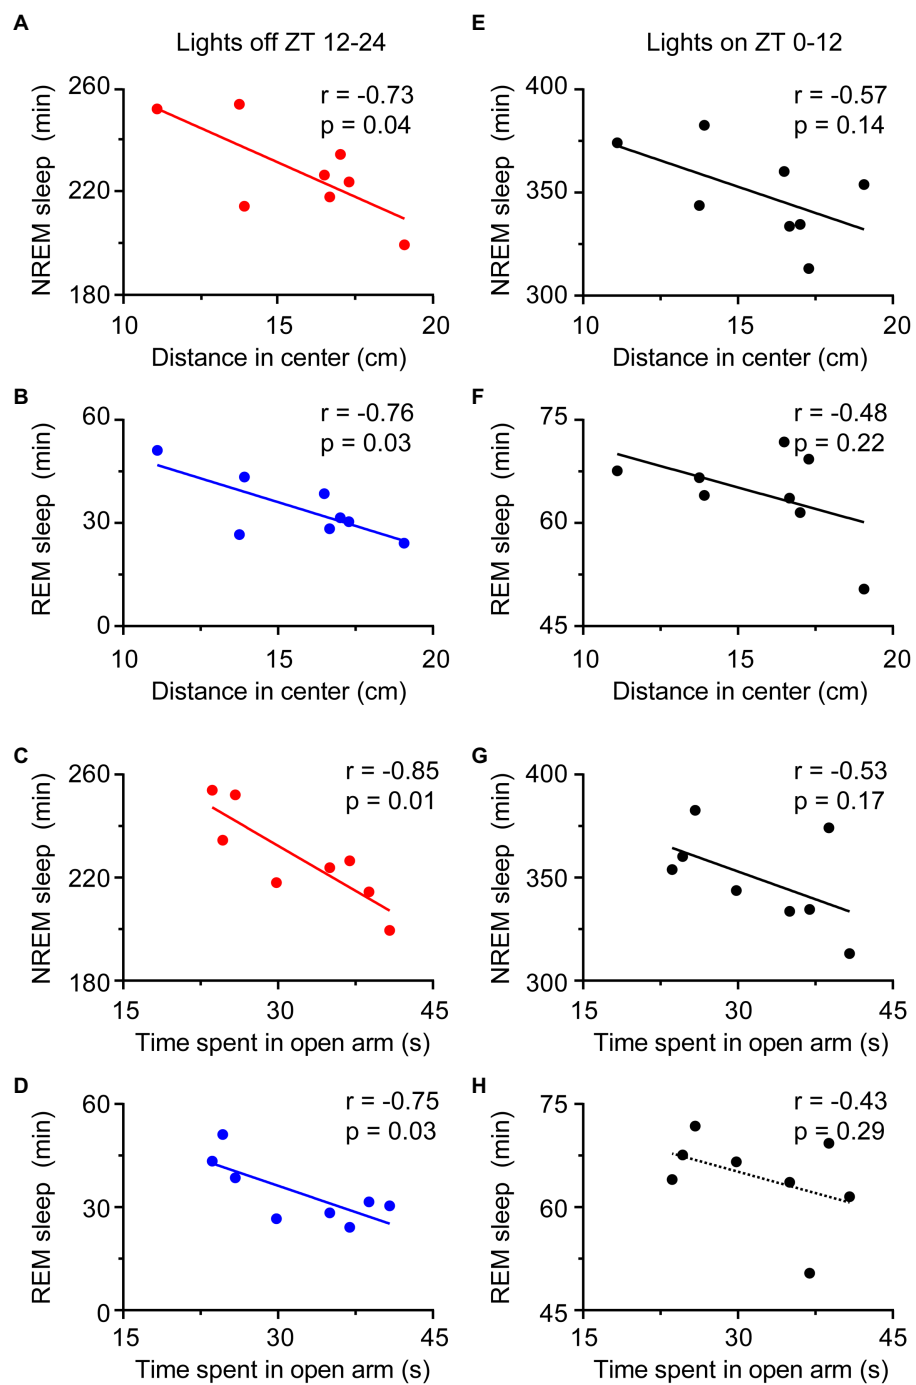 A
Lights off ZT 12-24
r = -0.73
p = 0.04
NREM sleep (min)
260
220
180
10
15
20
Distance in center (cm)
E
Lights on ZT 0-12
r = -0.57
p = 0.14
NREM sleep (min)
400
350
300
10
15
20
Distance in center (cm)
B
r = -0.76
p = 0.03
REM sleep (min)
60
30
0
10
15
20
Distance in center (cm)
F
r = -0.48
p = 0.22
REM sleep (min)
75
60
45
10
15
20
Distance in center (cm)
C
r = -0.85
p = 0.01
NREM sleep (min)
260
220
180
15
30
45
Time spent in open arm (s)
G
r = -0.53
p = 0.17
NREM sleep (min)
400
350
300
15
30
45
Time spent in open arm (s)
D
r = -0.75
p = 0.03
REM sleep (min)
60
30
0
15
30
45
Time spent in open arm (s)
H
r = -0.43
p = 0.29
REM sleep (min)
75
60
45
15
30
45
Time spent in open arm (s)